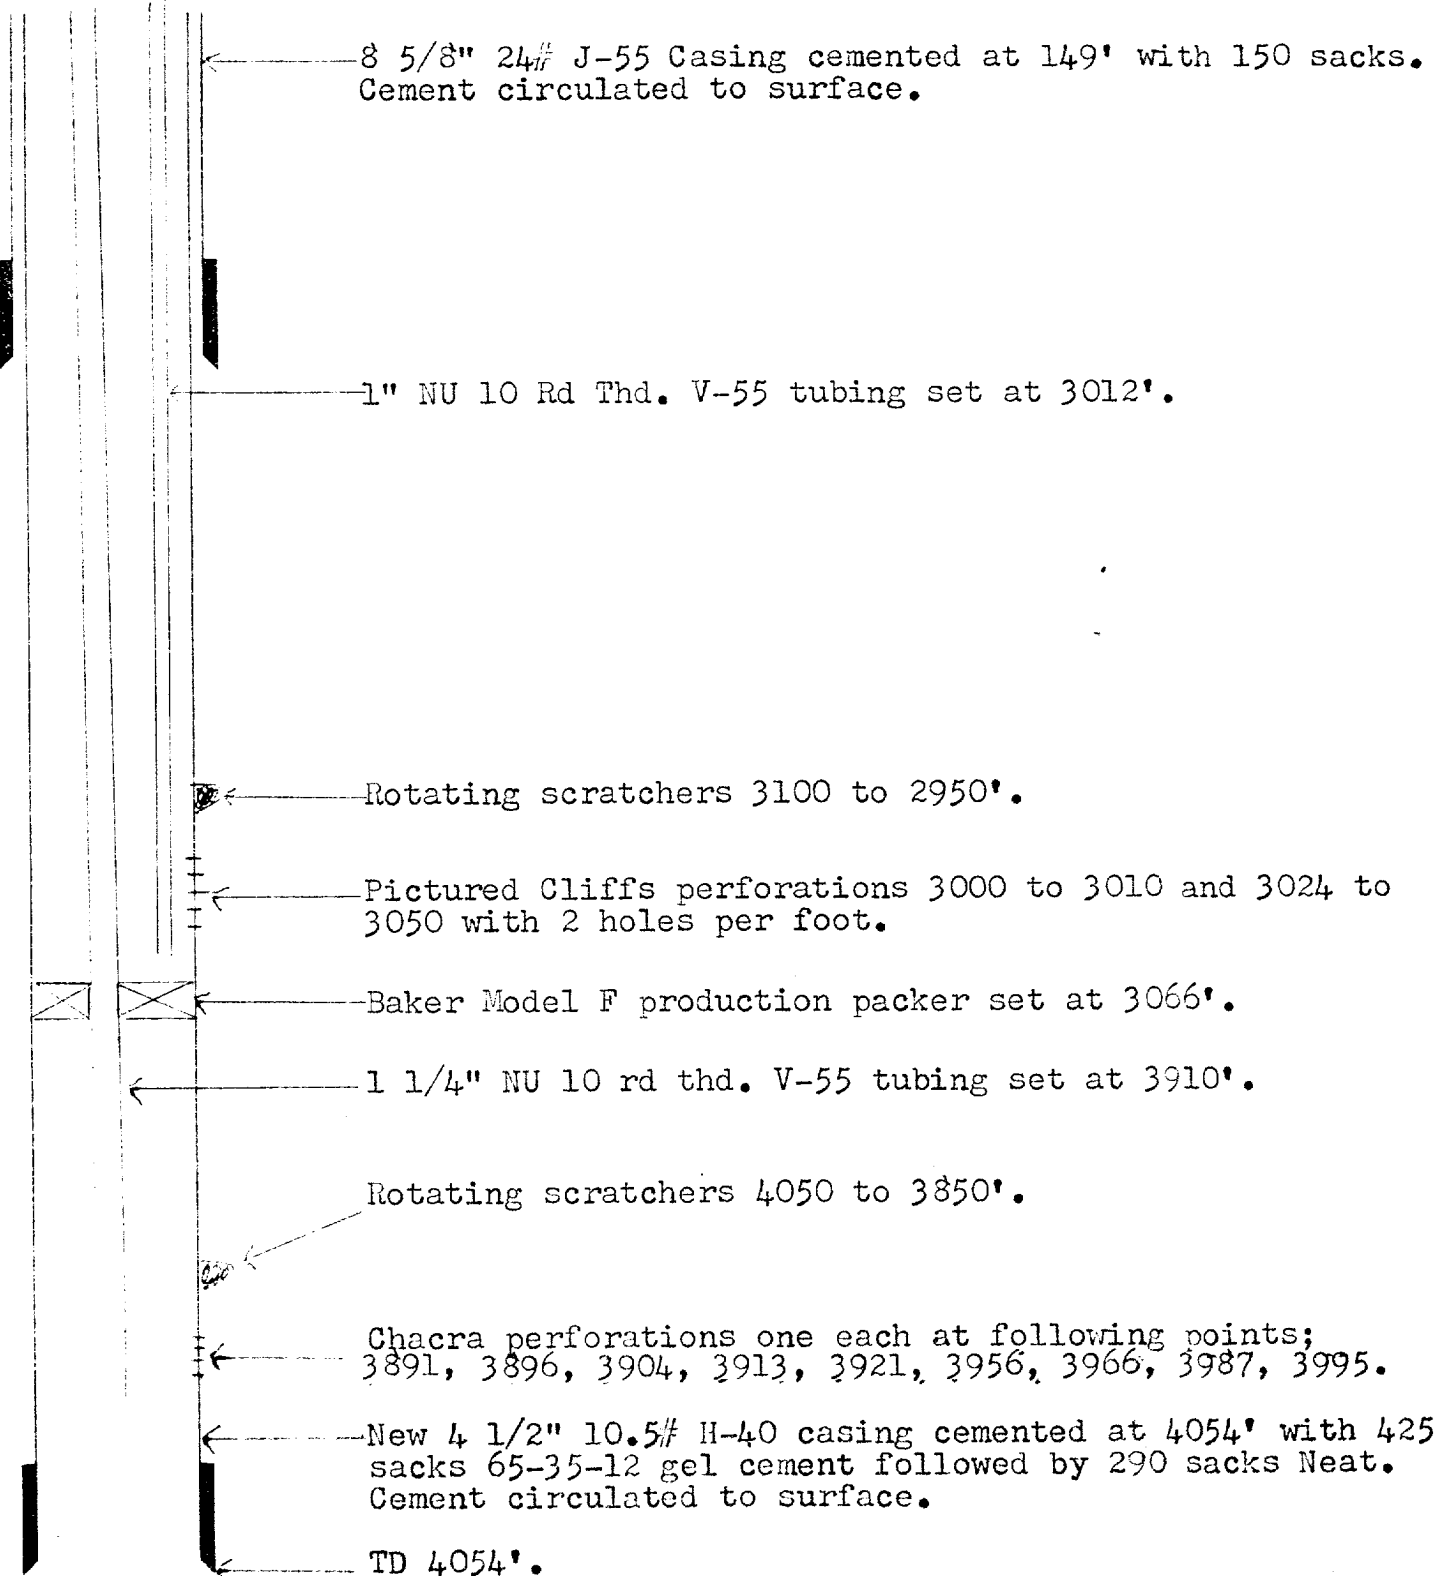 8 5/8" 24# J-55 Casing cemented at 149' with 150 sacks.
Cement circulated to surface.
1" NU 10 Rd Thd. V-55 tubing set at 3012'.
Rotating scratchers 3100 to 2950'.
Pictured Cliffs perforations 3000 to 3010 and 3024 to
3050 with 2 holes per foot.
Baker Model F production packer set at 3066'.
1 1/4" NU 10 rd thd. V-55 tubing set at 3910'.
Rotating scratchers 4050 to 3850'.
Chacra perforations one each at following points;
3891, 3896, 3904, 3913, 3921, 3956, 3966, 3987, 3995.
New 4 1/2" 10.5# H-40 casing cemented at 4054' with 425
sacks 65-35-12 gel cement followed by 290 sacks Neat.
Cement circulated to surface.
TD 4054'.